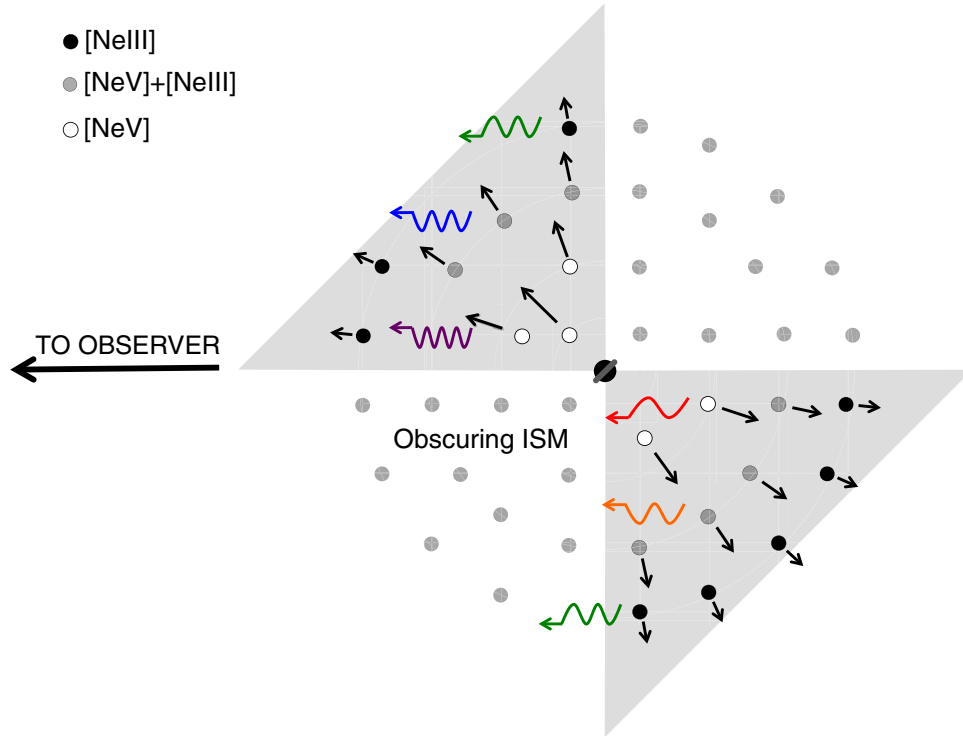 [NeIII]
[NeV]+[NeIII]
[NeV]
TO OBSERVER
Obscuring ISM